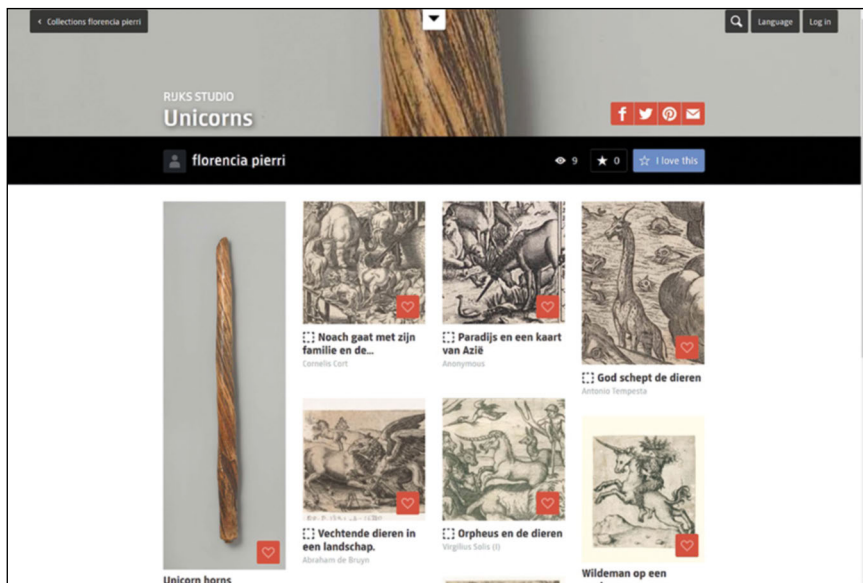 Collections florencia pierri
Language
Log in
RIJKS STUDIO
Unicorns
florencia pierri
9
0
I love this
Unicorn horns
Noach gaat met zijn
familie en de...
Cornelis Cort
Paradijs en een kaart
van Azië
Anonymous
God schept de dieren
Antonio Tempesta
Vechtende dieren in
een landschap.
Abraham de Bruyn
Orpheus en de dieren
Virgilius Solis (I)
Wildeman op een